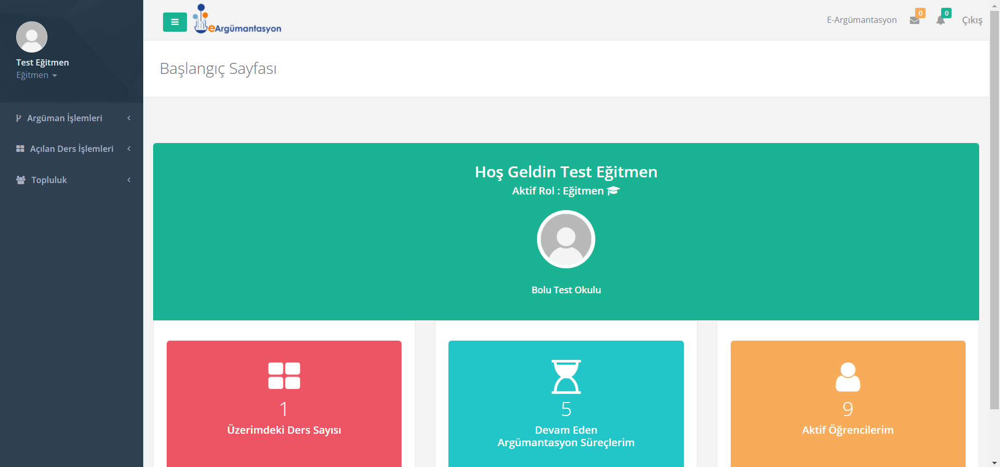 Test Eğitmen
Eğitmen
Argüman İşlemleri
Açılan Ders İşlemleri
Topluluk
eArgümantasyon
E-Argümantasyon
0
0
Çıkış
Başlangıç Sayfası
Hoş Geldin Test Eğitmen
Aktif Rol : Eğitmen
Bolu Test Okulu
1
Üzerimdeki Ders Sayısı
5
Devam Eden
Argümantasyon Süreçlerim
9
Aktif Öğrencilerim